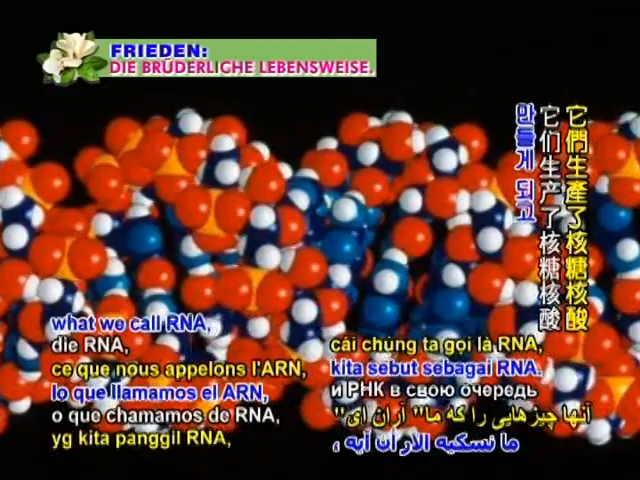 FRIEDEN:
DIE BRÜDERLICHE LEBENSWEISE,
它們生產了核糖核酸
它们生产了核糖核酸
만들게 되고
what we call RNA,
die RNA,
ce que nous appelons l'ARN,
lo que llamamos el ARN,
o que chamamos de RNA,
yg kita panggil RNA,
cái chúng ta gọi là RNA,
kita sebut sebagai RNA.
и РНК в свою очередь
آنها چیزهایی را که ما" آر‌ان ای"
ما نسكيه الار ان ايه ،